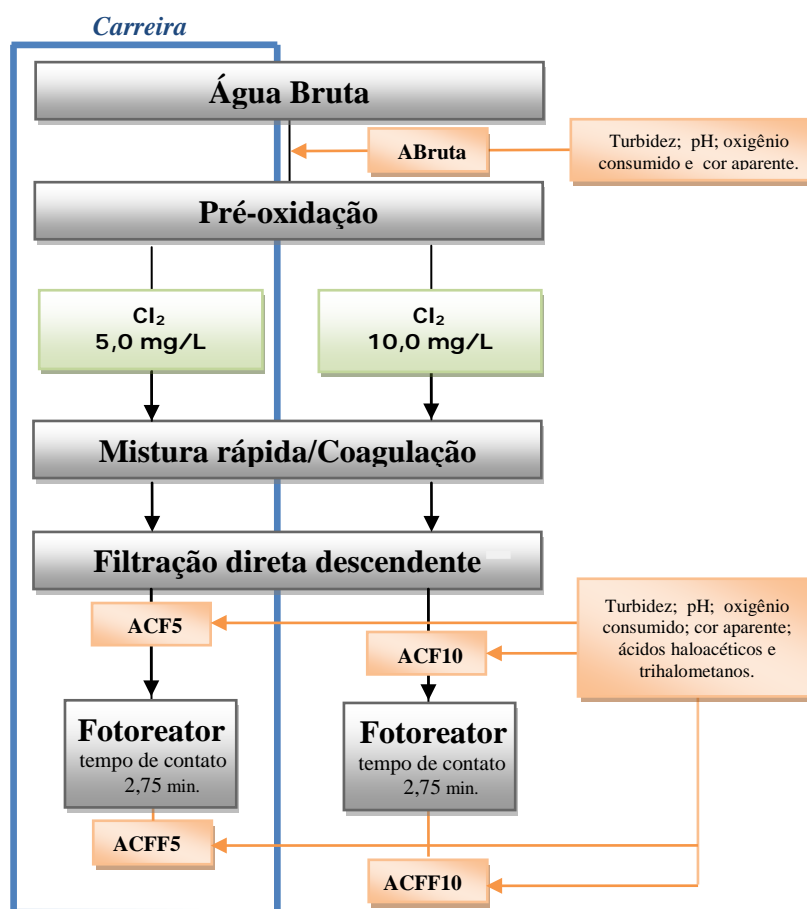 Carreira
Água Bruta
ABruta
Turbidez; pH; oxigênio
consumido e cor aparente.
Pré-oxidação
Cl₂
5,0 mg/L
Cl₂
10,0 mg/L
Mistura rápida/Coagulação
Filtração direta descendente
ACF5
ACF10
Turbidez; pH; oxigênio
consumido; cor aparente;
ácidos haloacéticos e
trihalometanos.
Fotoreator
tempo de contato
2,75 min.
Fotoreator
tempo de contato
2,75 min.
ACFF5
ACFF10